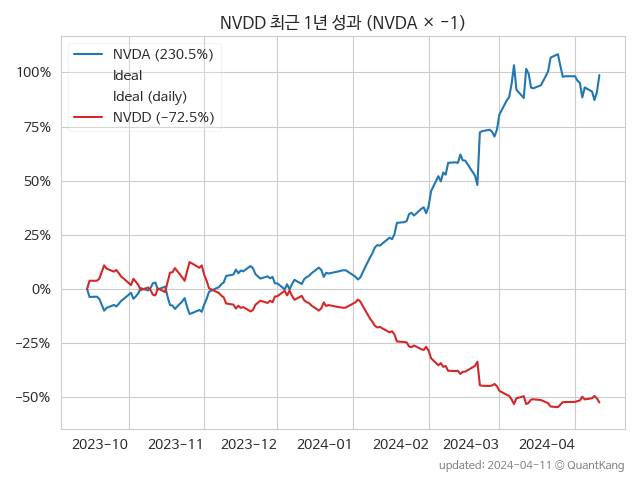 NVDD 최근 1년 성과 (NVDA × −1)
NVDA (230.5%)
Ideal
Ideal (daily)
NVDD (−72.5%)
100%
75%
50%
25%
0%
−25%
−50%
2023−10
2023−11
2023−12
2024−01
2024−02
2024−03
2024−04
updated: 2024-04-11 © QuantKang